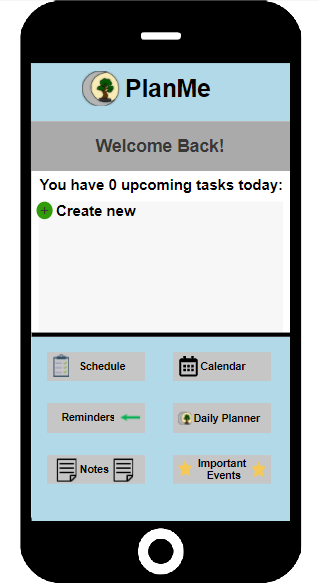 PlanMe
Welcome Back!
You have 0 upcoming tasks today:
Create new
Schedule
Calendar
Reminders
Daily Planner
Notes
Important
Events